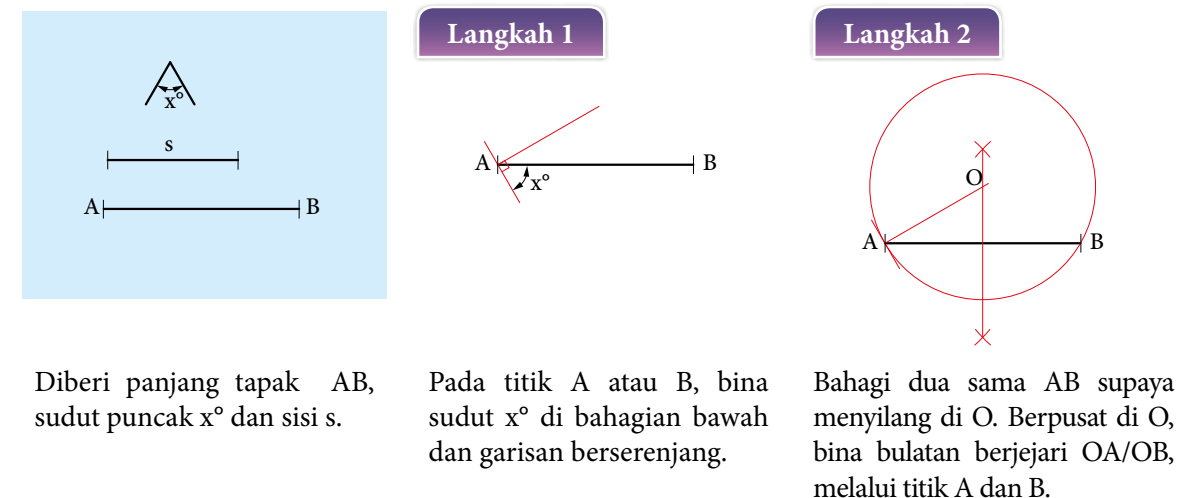 x°
s
A B
Diberi panjang tapak AB,
sudut puncak x° dan sisi s.
Langkah 1
A B
x°
Pada titik A atau B, bina
sudut x° di bahagian bawah
dan garisan berserenjang.
Langkah 2
O
A B
Bahagi dua sama AB supaya
menyilang di O. Berpusat di O,
bina bulatan berjejari OA/OB,
melalui titik A dan B.